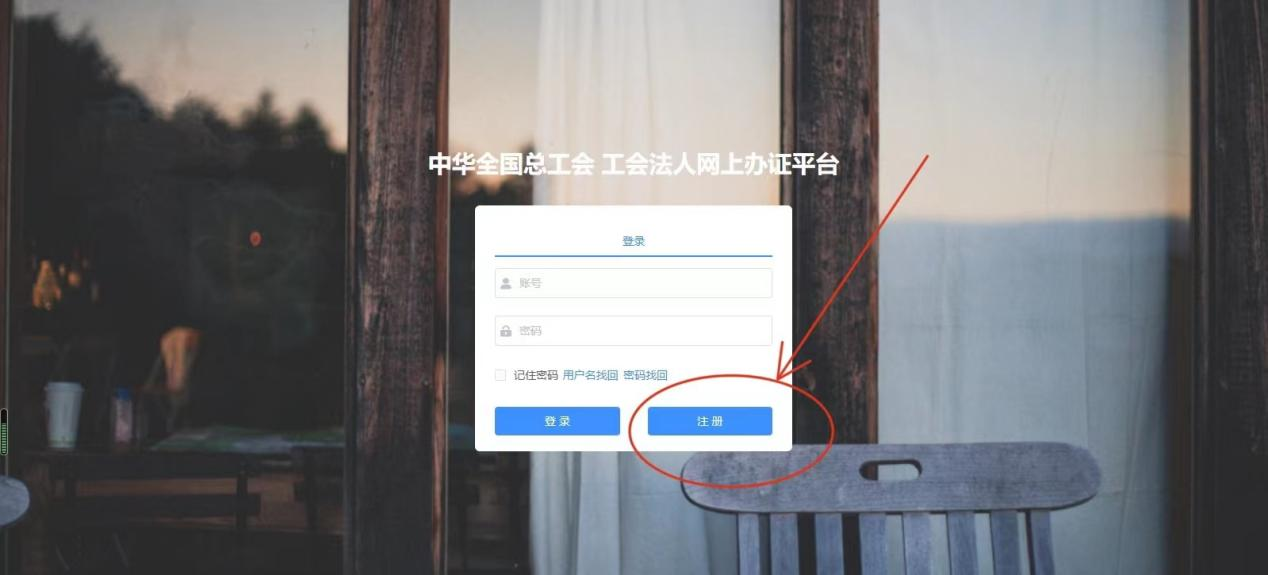 中华全国总工会 工会法人网上办证平台
登录
账号
密码
记住密码 用户名找回 密码找回
登 录 注 册